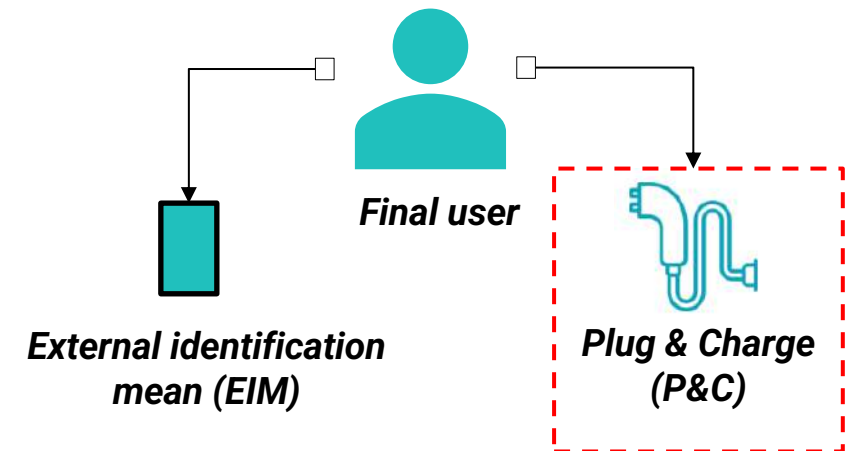 Final user
External identification
mean (EIM)
Plug & Charge
(P&C)